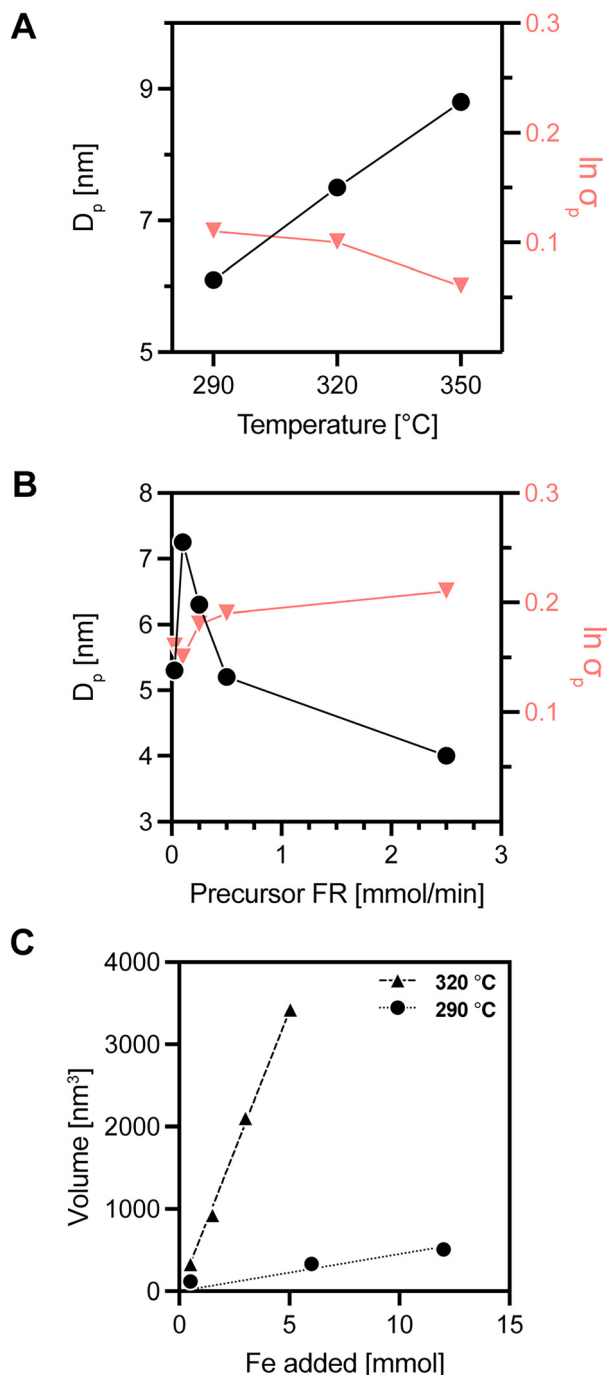 A
9
7
5
D_p [nm]
0.3
0.2
0.1
ln σ_p
290 320 350
Temperature [°C]
B
8
7
6
5
4
3
D_p [nm]
0.3
0.2
0.1
ln σ_p
0 1 2 3
Precursor FR [mmol/min]
C
4000
3000
2000
1000
0
Volume [nm³]
320 °C
290 °C
0 5 10 15
Fe added [mmol]